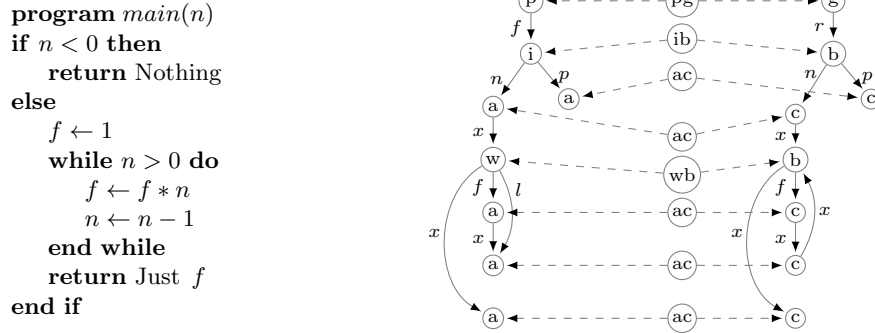 program main(n)
if n < 0 then
return Nothing
else
f ← 1
while n > 0 do
f ← f * n
n ← n − 1
end while
return Just f
end if
p pg g
f r
i ib b
n p ac n p
a a c c
x ac x
w wb b
f l f
a ac c
x x x x x
a ac c
a ac c